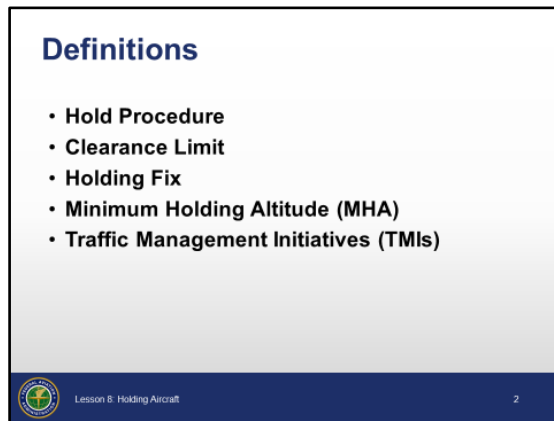 Definitions
• Hold Procedure
• Clearance Limit
• Holding Fix
• Minimum Holding Altitude (MHA)
• Traffic Management Initiatives (TMIs)
Lesson 8: Holding Aircraft
2